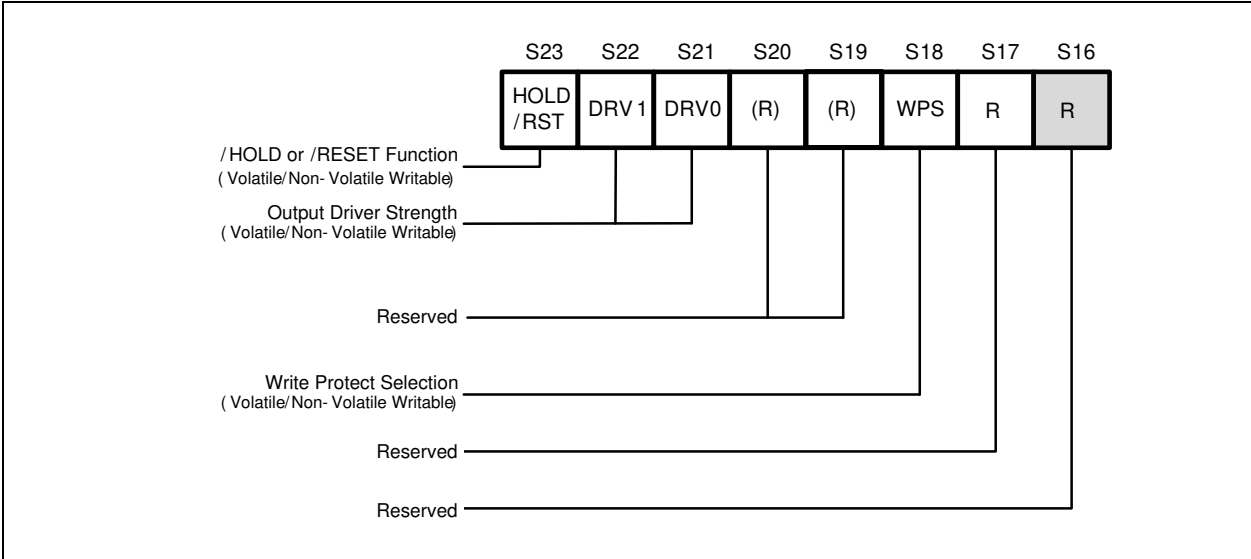 S23 S22 S21 S20 S19 S18 S17 S16
HOLD
/RST DRV1 DRV0 (R) (R) WPS R R
/HOLD or /RESET Function
(Volatile/Non-Volatile Writable)
Output Driver Strength
(Volatile/Non-Volatile Writable)
Reserved
Write Protect Selection
(Volatile/Non-Volatile Writable)
Reserved
Reserved